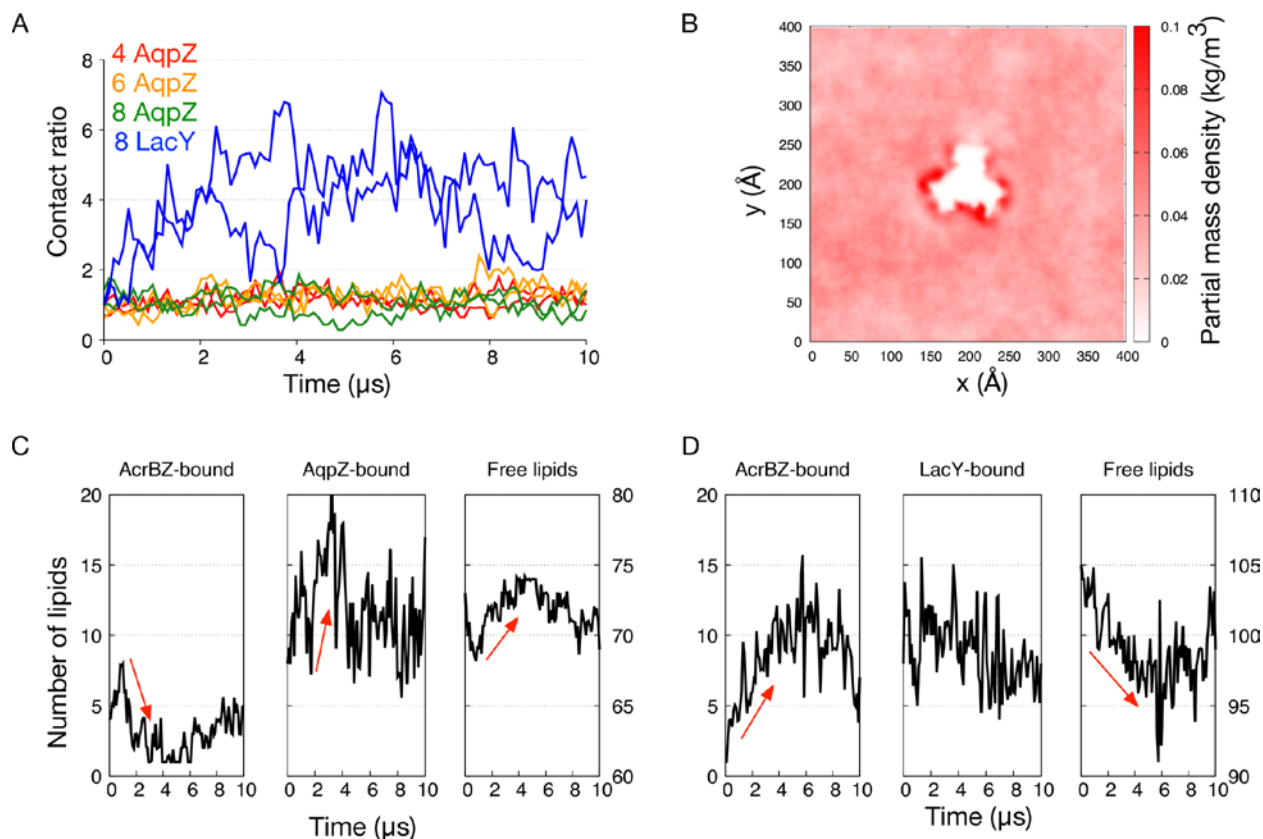 A
4 AqpZ
6 AqpZ
8 AqpZ
8 LacY
Contact ratio
8
6
4
2
0
0 2 4 6 8 10
Time (µs)
B
400
350
300
250
200
150
100
50
0
y (Å)
0 50 100 150 200 250 300 350 400
x (Å)
0.1
0.08
0.06
0.04
0.02
0
Partial mass density (kg/m3)
C
AcrBZ-bound AqpZ-bound Free lipids
Number of lipids
20
15
10
5
0
80
75
70
65
60
0 2 4 6 8 10 0 2 4 6 8 10 0 2 4 6 8 10
Time (µs)
D
AcrBZ-bound LacY-bound Free lipids
20
15
10
5
0
110
105
100
95
90
0 2 4 6 8 10 0 2 4 6 8 10 0 2 4 6 8 10
Time (µs)